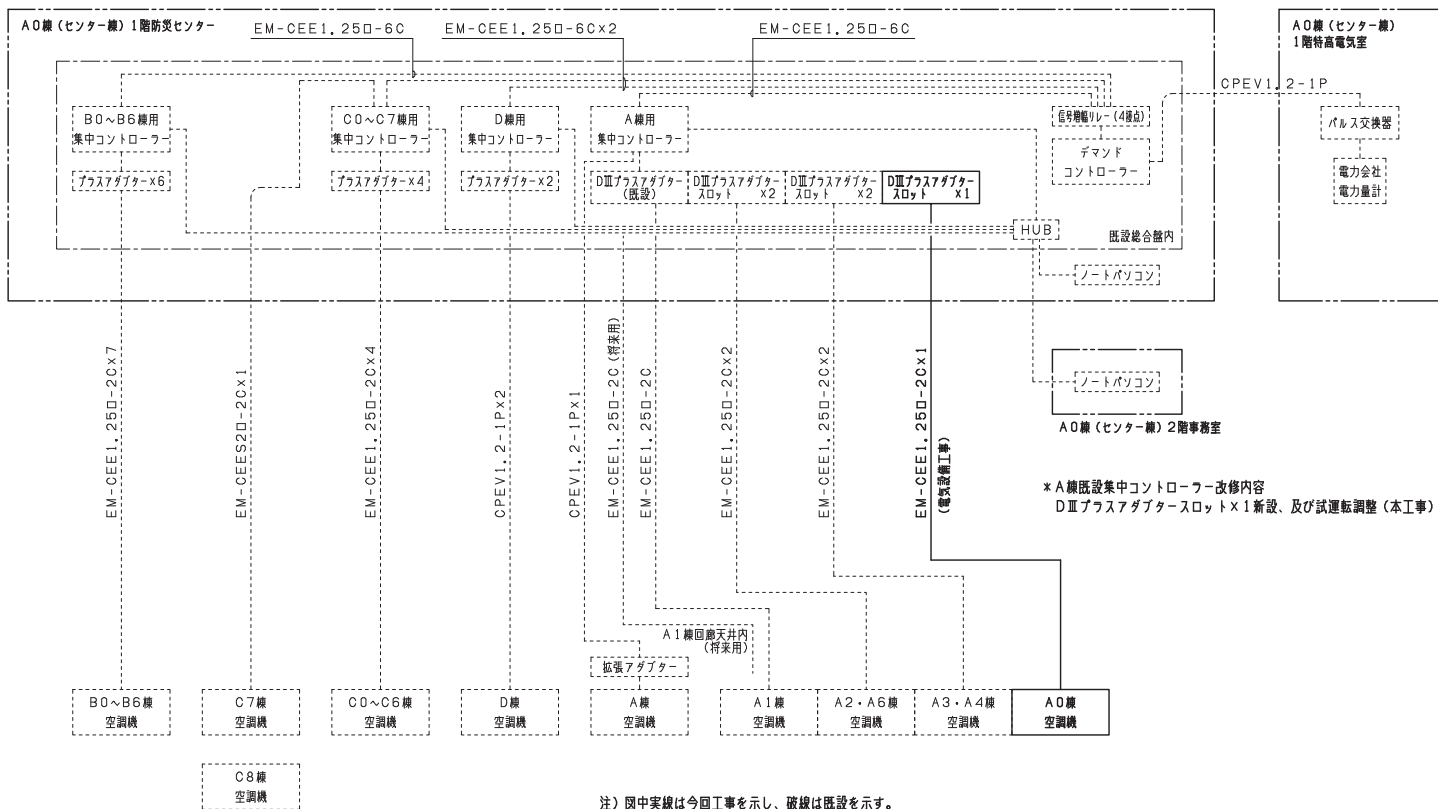 A0棟(センター棟)1階防災センター
EM-CEE1.25□-6C
EM-CEE1.25□-6C×2
EM-CEE1.25□-6C
A0棟(センター棟)
1階特高電気室
CPEV1.2-1P
B0~B6棟用
集中コントローラー
C0~C7棟用
集中コントローラー
D棟用
集中コントローラー
A棟用
集中コントローラー
信号増幅リレー(4接点)
デマンド
コントローラー
パルス交換器
電力会社
電力量計
プラスアダプター×6
プラスアダプター×4
プラスアダプター×2
DⅢプラスアダプター
(既設)
DⅢプラスアダプター
スロット ×2
DⅢプラスアダプター
スロット ×2
DⅢプラスアダプター
スロット ×1
HUB
既設総合盤内
ノートパソコン
EM-CEE1.25□-2C×7
EM-CEES2□-2C×1
EM-CEE1.25□-2C×4
CPEV1.2-1P×2
CPEV1.2-1P×1
EM-CEE1.25□-2C(将来用)
EM-CEE1.25□-2C
EM-CEE1.25□-2C×2
EM-CEE1.25□-2C×2
EM-CEE1.25□-2C×1
(電気設備工事)
ノートパソコン
A0棟(センター棟)2階事務室
*A棟既設集中コントローラー改修内容
DⅢプラスアダプタースロット×1新設、及び試運転調整(本工事)
A1棟回廊天井内
(将来用)
拡張アダプター
B0~B6棟
空調機
C7棟
空調機
C0~C6棟
空調機
D棟
空調機
A棟
空調機
A1棟
空調機
A2・A6棟
空調機
A3・A4棟
空調機
A0棟
空調機
C8棟
空調機
注)図中実線は今回工事を示し、破線は既設を示す。